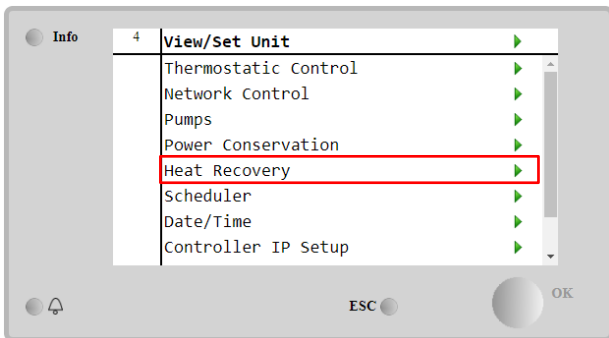 Info
4 View/Set Unit
Thermostatic Control
Network Control
Pumps
Power Conservation
Heat Recovery
Scheduler
Date/Time
Controller IP Setup
ESC OK